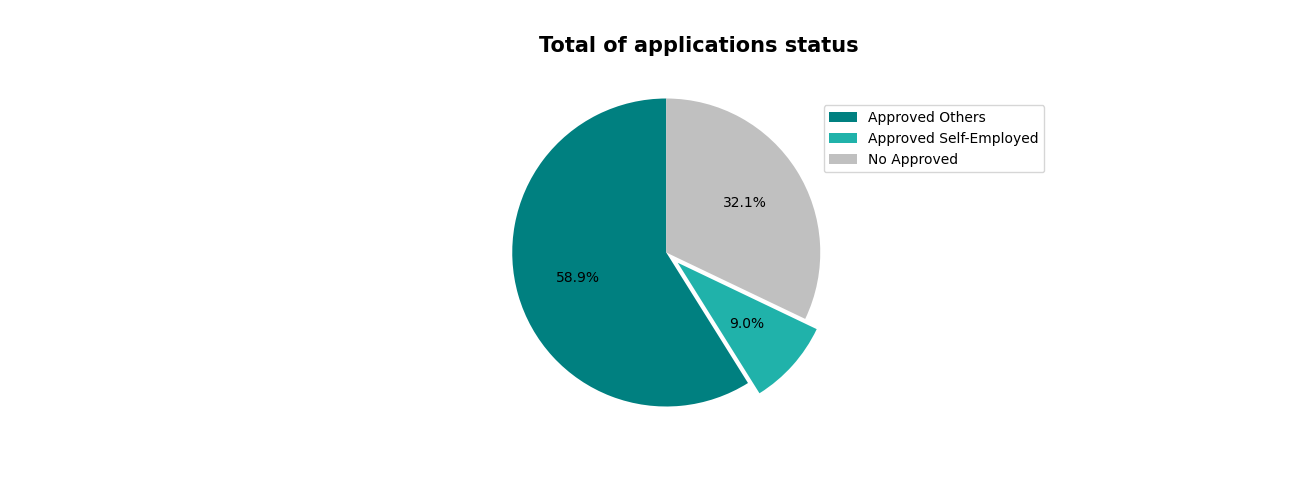 Total of applications status
Approved Others
Approved Self-Employed
No Approved
32.1%
58.9%
9.0%